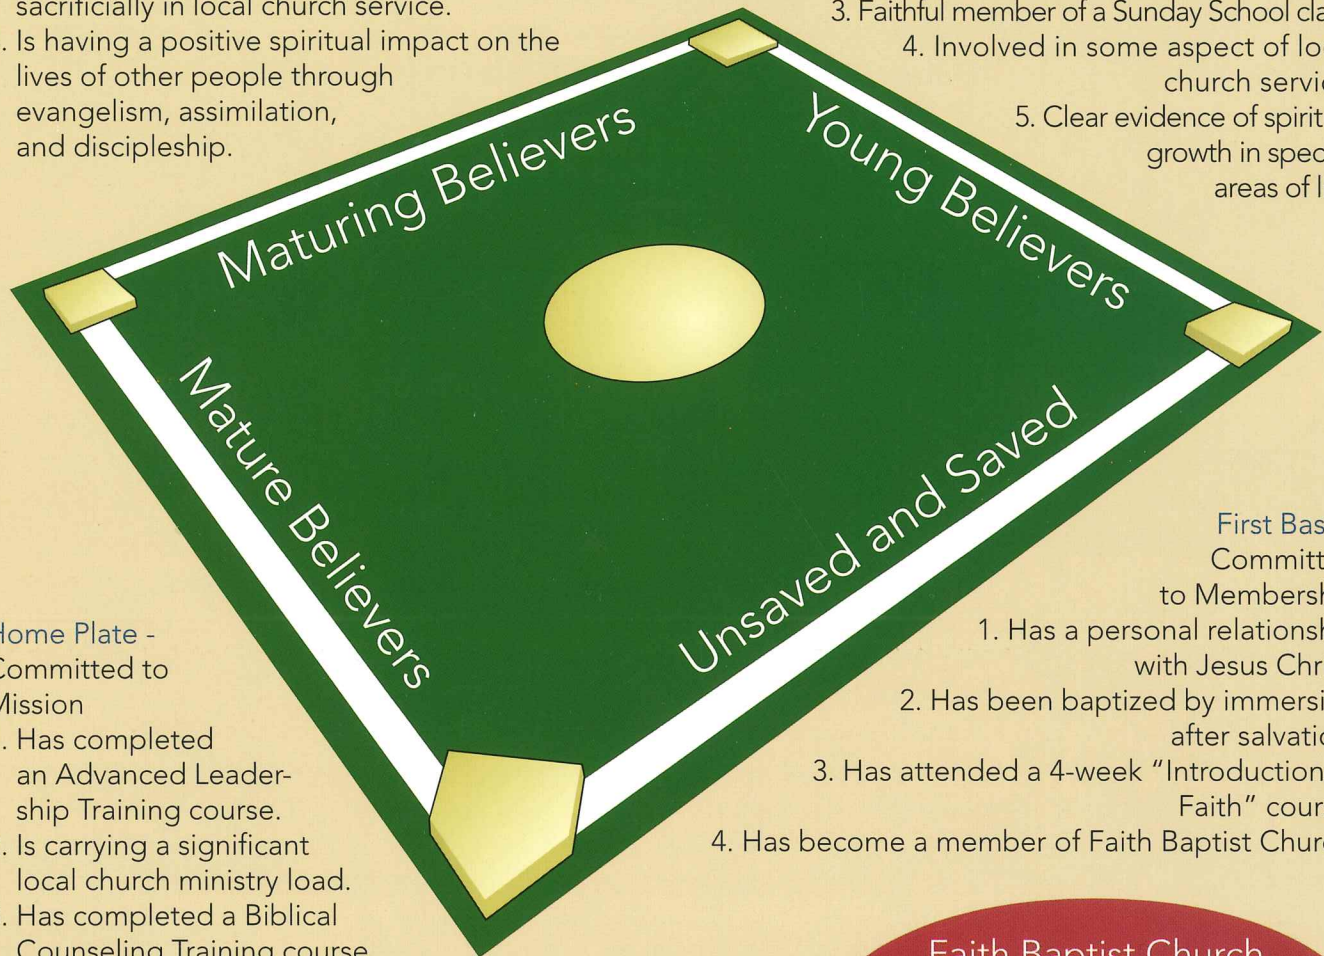 sacrificially in local church service.
. Is having a positive spiritual impact on the
lives of other people through
evangelism, assimilation,
and discipleship.
3. Faithful member of a Sunday School
4. Involved in some aspect of
church
5. Clear evidence of
growth in
areas of
Maturing Believers
Young Believers
Mature Believers
Unsaved and Saved
Home Plate -
Committed to
Mission
. Has completed
an Advanced Leader-
ship Training course.
. Is carrying a significant
local church ministry load.
. Has completed a Biblical
Counseling Training course
First
to
1. Has a personal
with Jesus
2. Has been baptized by
after
3. Has attended a 4-week “Introduction
Faith”
4. Has become a member of Faith Baptist
Faith Baptist Church